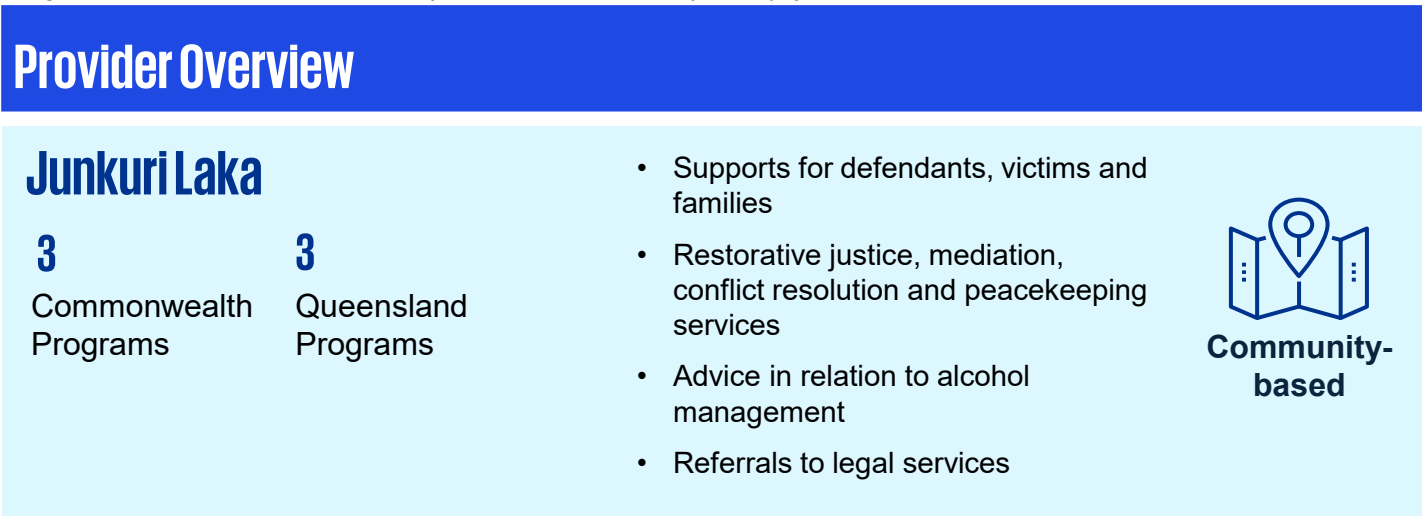 Provider Overview
Junkuri Laka
3
Commonwealth
Programs
3
Queensland
Programs
• Supports for defendants, victims and
families
• Restorative justice, mediation,
conflict resolution and peacekeeping
services
• Advice in relation to alcohol
management
• Referrals to legal services
Community-
based